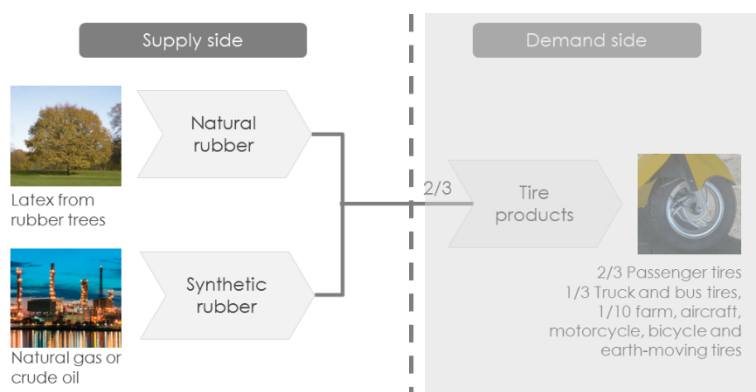 Supply side
Demand side
Natural
rubber
Latex from
rubber trees
2/3
Tire
products
Synthetic
rubber
Natural gas or
crude oil
2/3 Passenger tires
1/3 Truck and bus tires,
1/10 farm, aircraft,
motorcycle, bicycle and
earth-moving tires